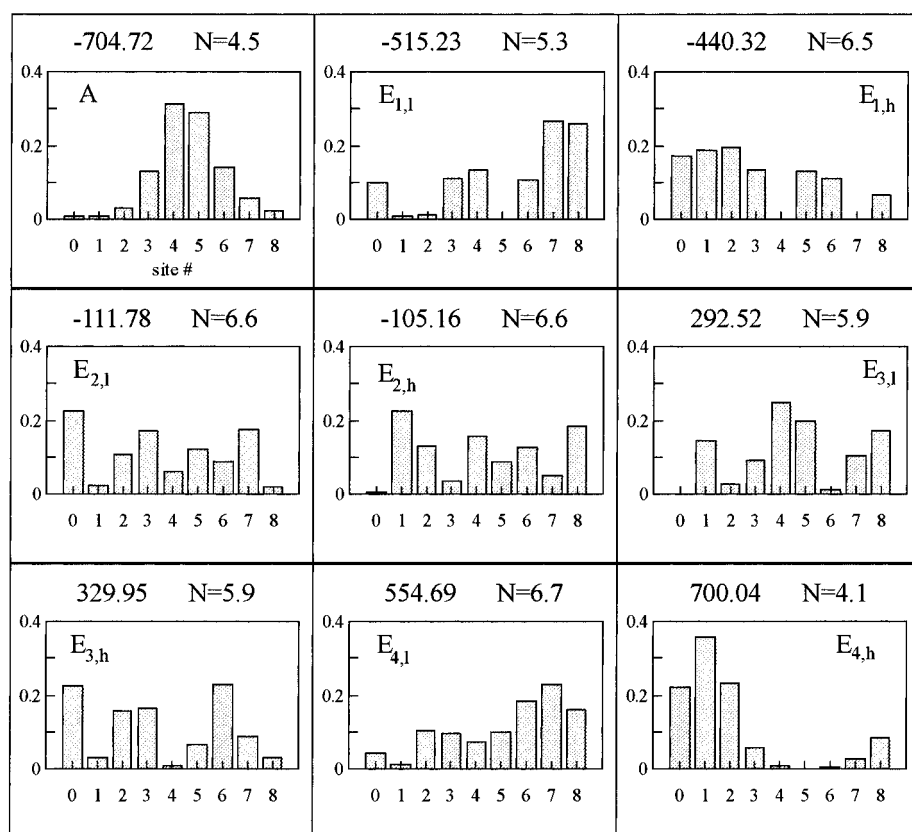 -704.72 N=4.5
0.4
A
0.2
0
0 1 2 3 4 5 6 7 8
site #
-515.23 N=5.3
0.4
E1,l
0.2
0
0 1 2 3 4 5 6 7 8
-440.32 N=6.5
0.4
E1,h
0.2
0
0 1 2 3 4 5 6 7 8
-111.78 N=6.6
0.4
E2,l
0.2
0
0 1 2 3 4 5 6 7 8
-105.16 N=6.6
0.4
E2,h
0.2
0
0 1 2 3 4 5 6 7 8
292.52 N=5.9
0.4
E3,l
0.2
0
0 1 2 3 4 5 6 7 8
329.95 N=5.9
0.4
E3,h
0.2
0
0 1 2 3 4 5 6 7 8
554.69 N=6.7
0.4
E4,l
0.2
0
0 1 2 3 4 5 6 7 8
700.04 N=4.1
0.4
E4,h
0.2
0
0 1 2 3 4 5 6 7 8